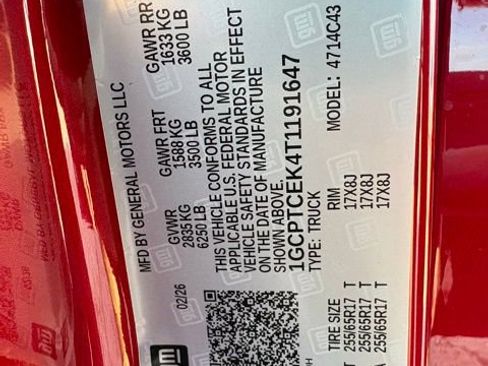 MFD BY GENERAL MOTORS LLC
02/26
GVWR
2835 KG
6250 LB
GAWR FRT
1588 KG
3500 LB
GAWR RR
1633 KG
3600 LB
THIS VEHICLE CONFORMS TO ALL
APPLICABLE U.S. FEDERAL MOTOR
VEHICLE SAFETY STANDARDS IN EFFECT
ON THE DATE OF MANUFACTURE
SHOWN ABOVE.
1GCPTCEK4T1191647
TYPE: TRUCK
MODEL: 4714C43
TIRE SIZE RIM
255/65R17 T 17X8J
255/65R17 T 17X8J
255/65R17 T 17X8J
gm